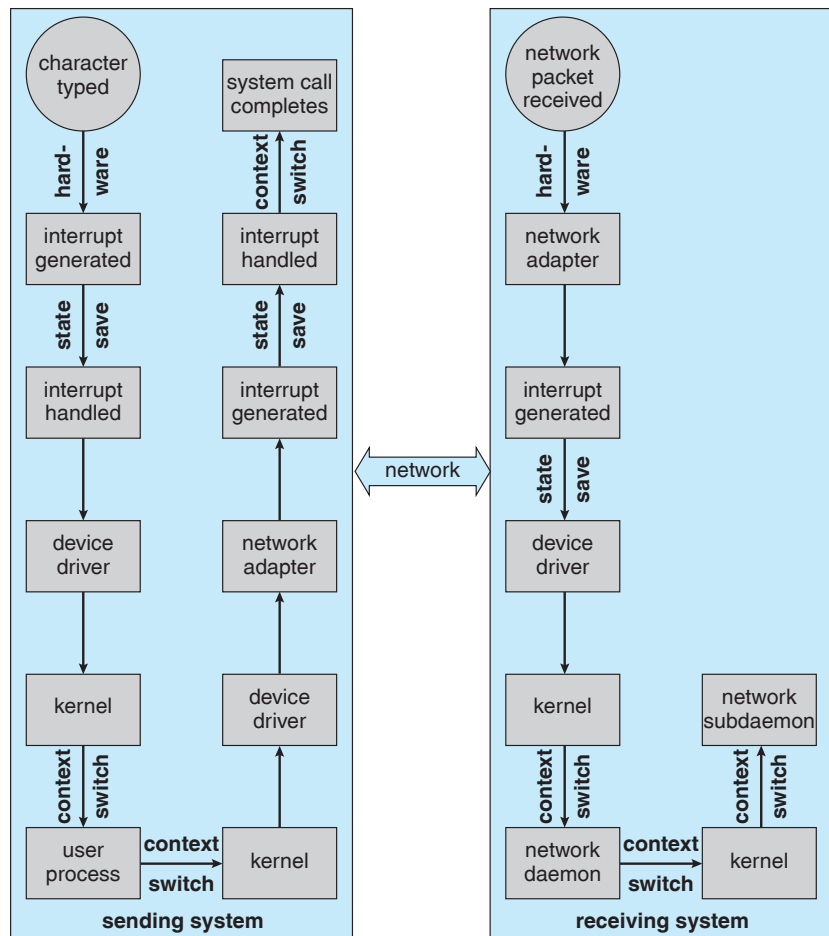 character
typed
hard-
ware
interrupt
generated
state
save
interrupt
handled
device
driver
kernel
context
switch
user
process
context
switch
kernel
device
driver
network
adapter
interrupt
generated
state
save
interrupt
handled
context
switch
system call
completes
sending system
network
network
packet
received
hard-
ware
network
adapter
interrupt
generated
state
save
device
driver
kernel
context
switch
network
daemon
context
switch
kernel
context
switch
network
subdaemon
receiving system